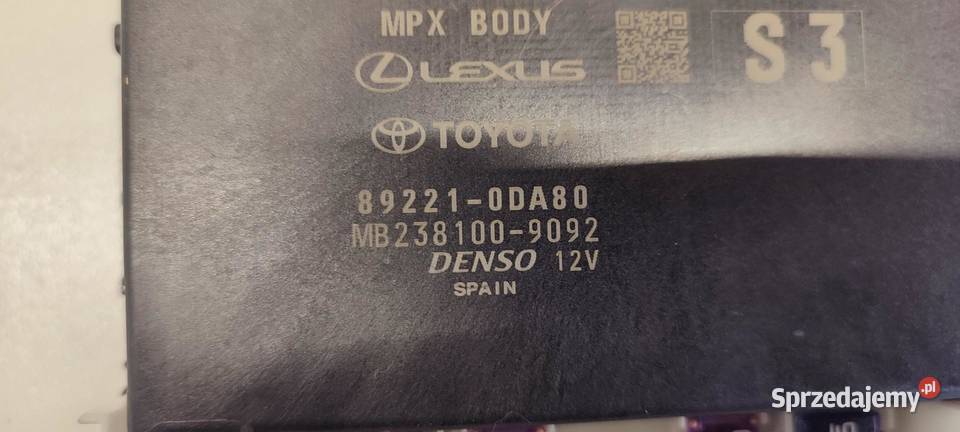 MPX BODY
S 3
LEXUS
TOYOTA
89221-0DA80
MB238100-9092
DENSO 12V
SPAIN
Sprzedajemy.pl